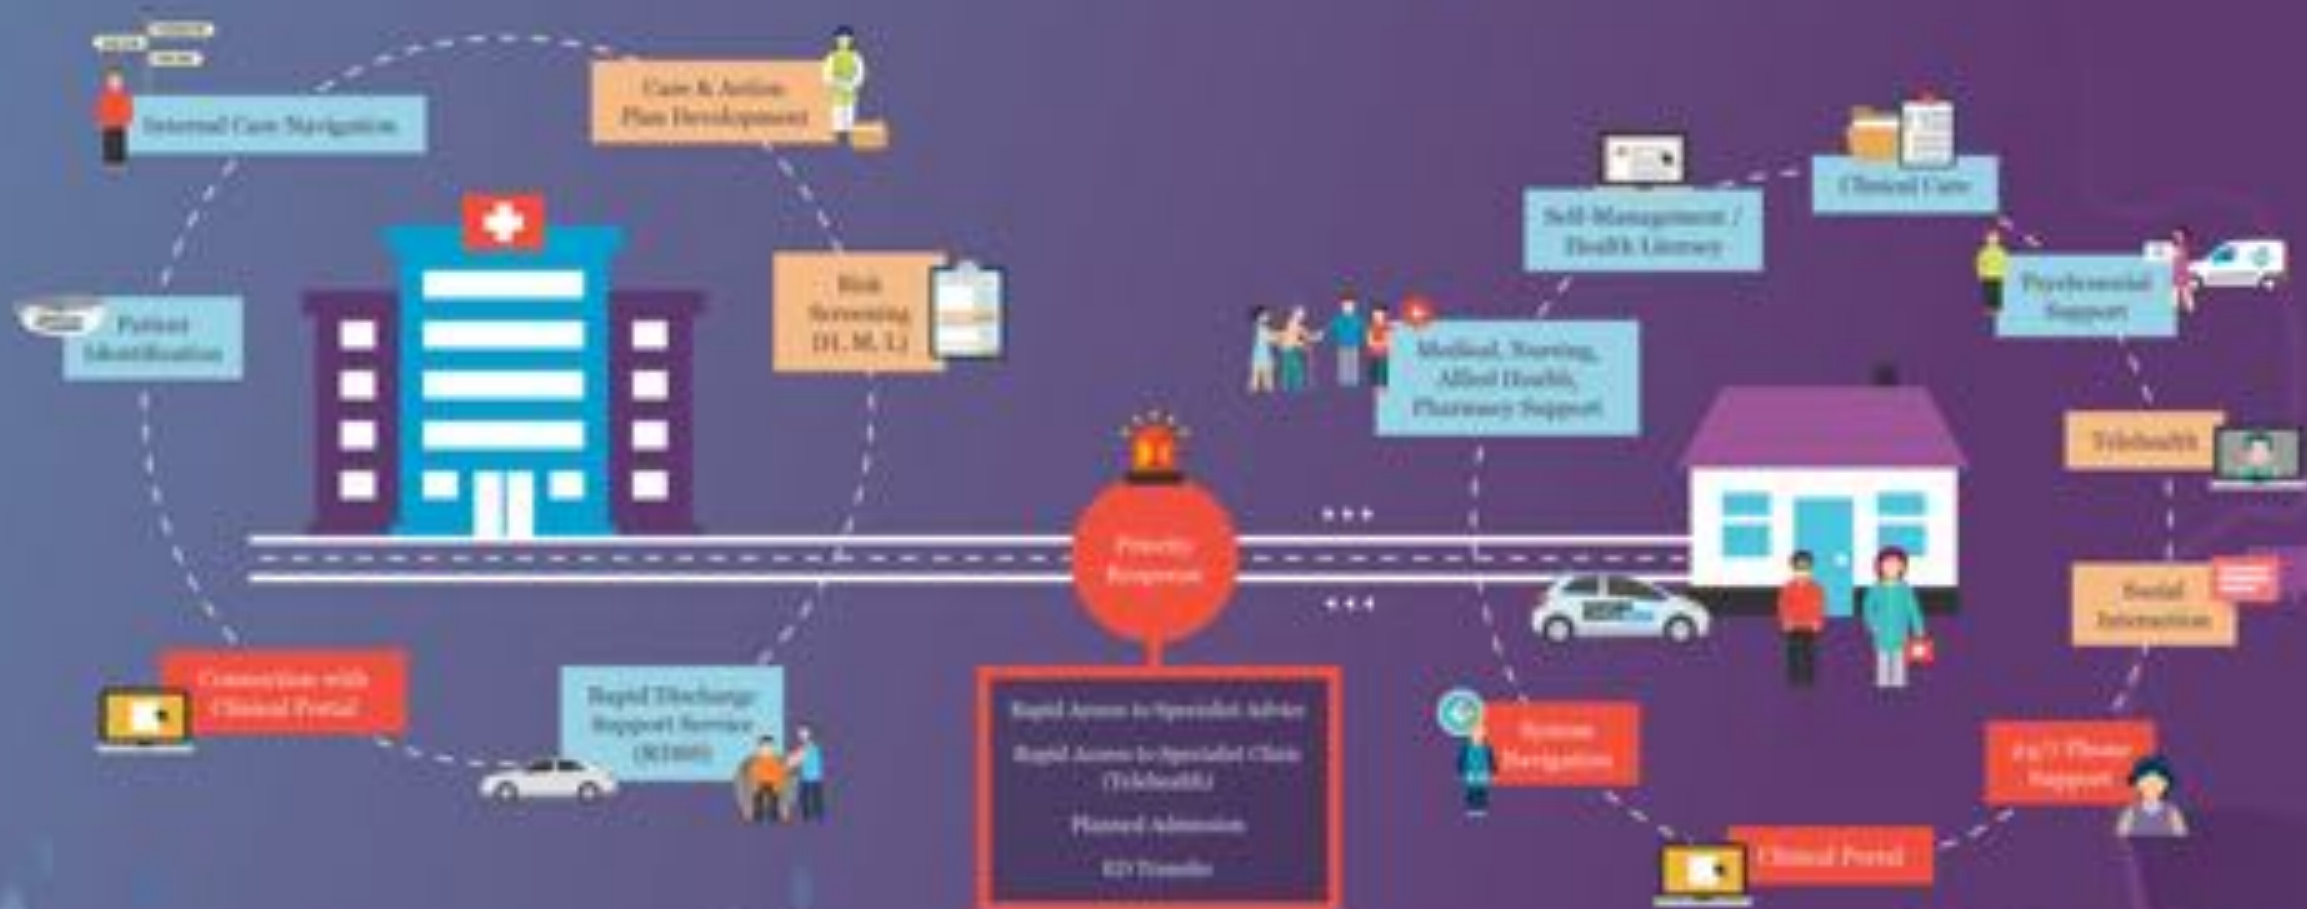 Internal Care Navigation
Care & Action
Plan Development
Patient
Identification
Risk
Screening
(H, M, L)
Connection with
Clinical Portal
Rapid Discharge
Support Service
Priority
Response
Rapid Access to Specialist Advice
Rapid Access to Specialist Clinic
(Telehealth)
Planned Admission
ED Transfer
Self-Management /
Health Literacy
Clinical Care
Psychosocial
Support
Medical, Nursing,
Allied Health,
Pharmacy Support
Telehealth
Social
Interaction
System
Navigation
24/7 Phone
Support
Clinical Portal